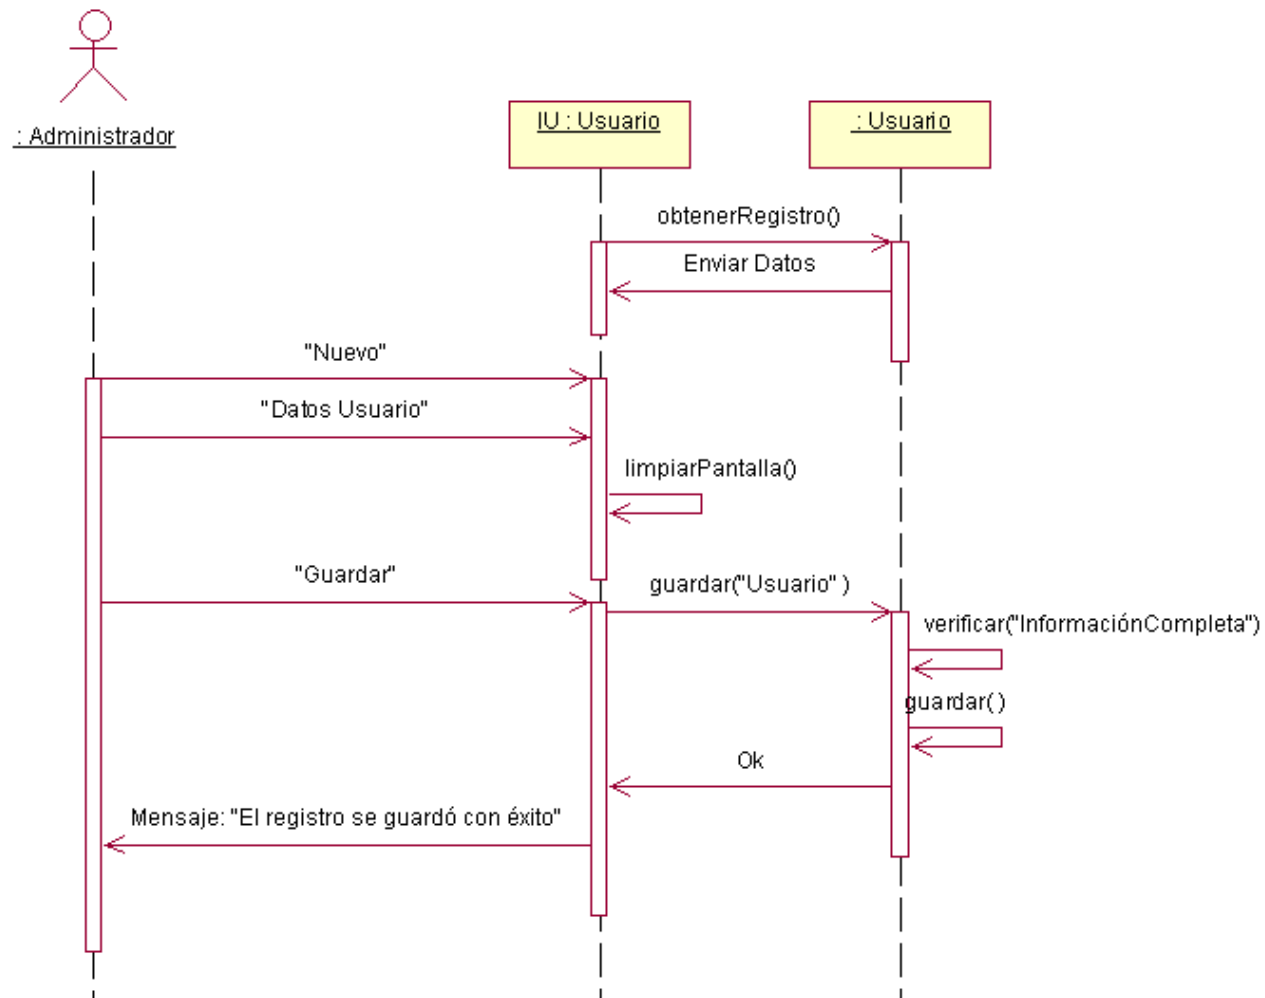 : Administrador
IU : Usuario
: Usuario
obtenerRegistro()
Enviar Datos
"Nuevo"
"Datos Usuario"
limpiarPantalla()
"Guardar"
guardar("Usuario" )
verificar("InformaciónCompleta")
guardar( )
Ok
Mensaje: "El registro se guardó con éxito"